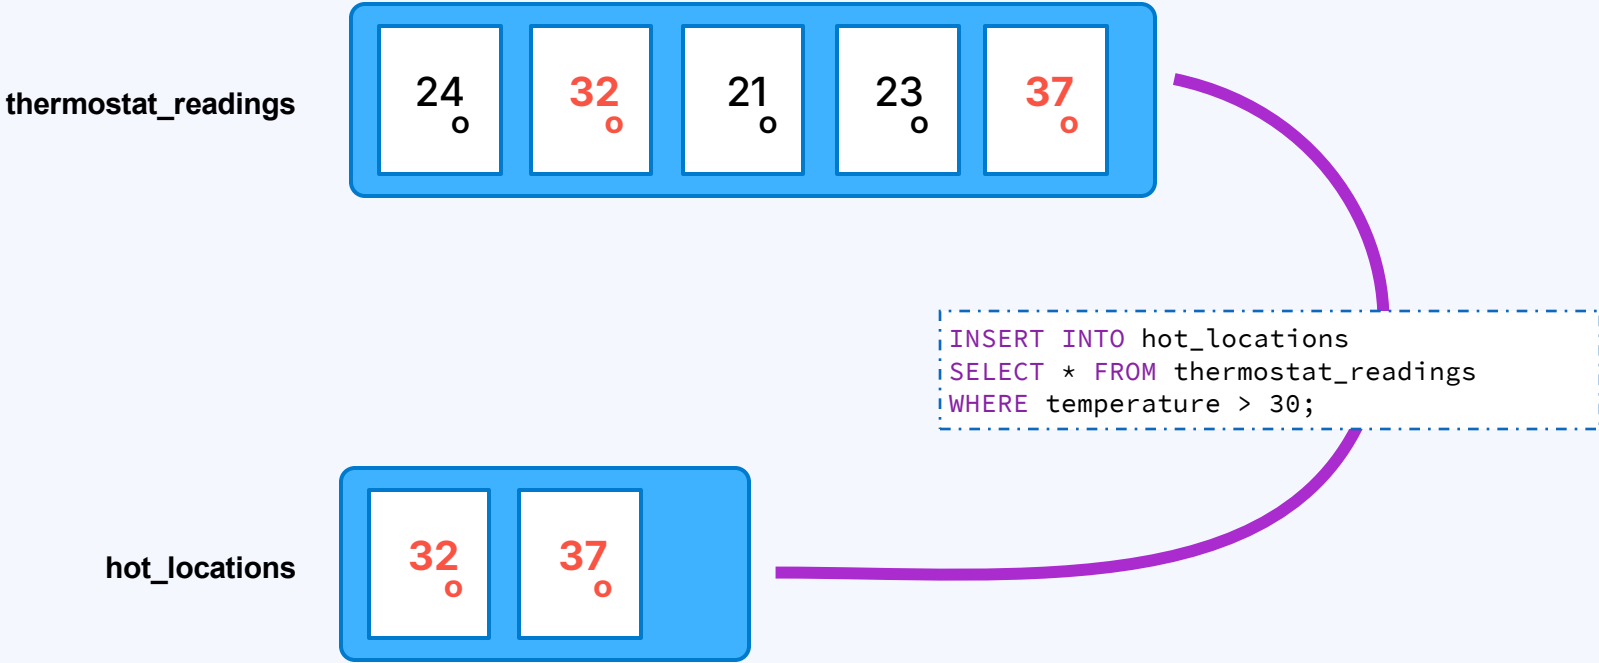 thermostat_readings
24
o
32
o
21
o
23
o
37
o
INSERT INTO hot_locations
SELECT * FROM thermostat_readings
WHERE temperature > 30;
hot_locations
32
o
37
o